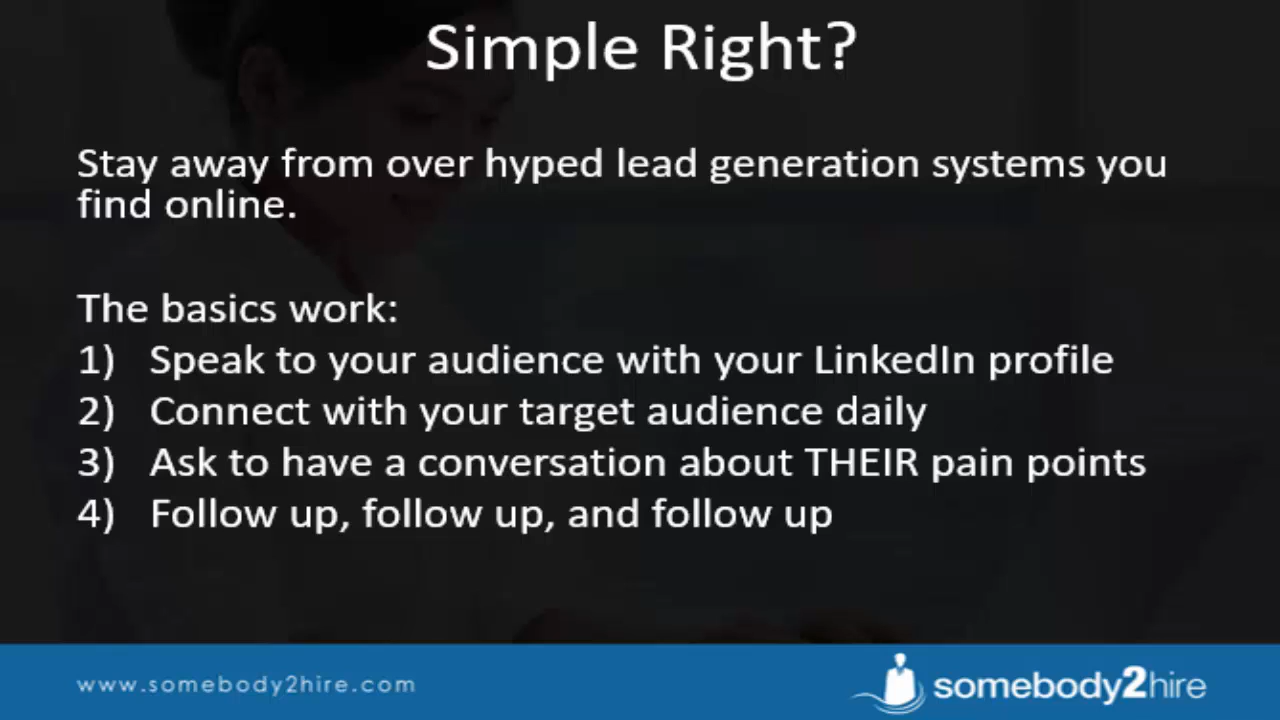 Simple Right?
Stay away from over hyped lead generation systems you
find online.
The basics work:
1) Speak to your audience with your LinkedIn profile
2) Connect with your target audience daily
3) Ask to have a conversation about THEIR pain points
4) Follow up, follow up, and follow up
www.somebody2hire.com
somebody2hire